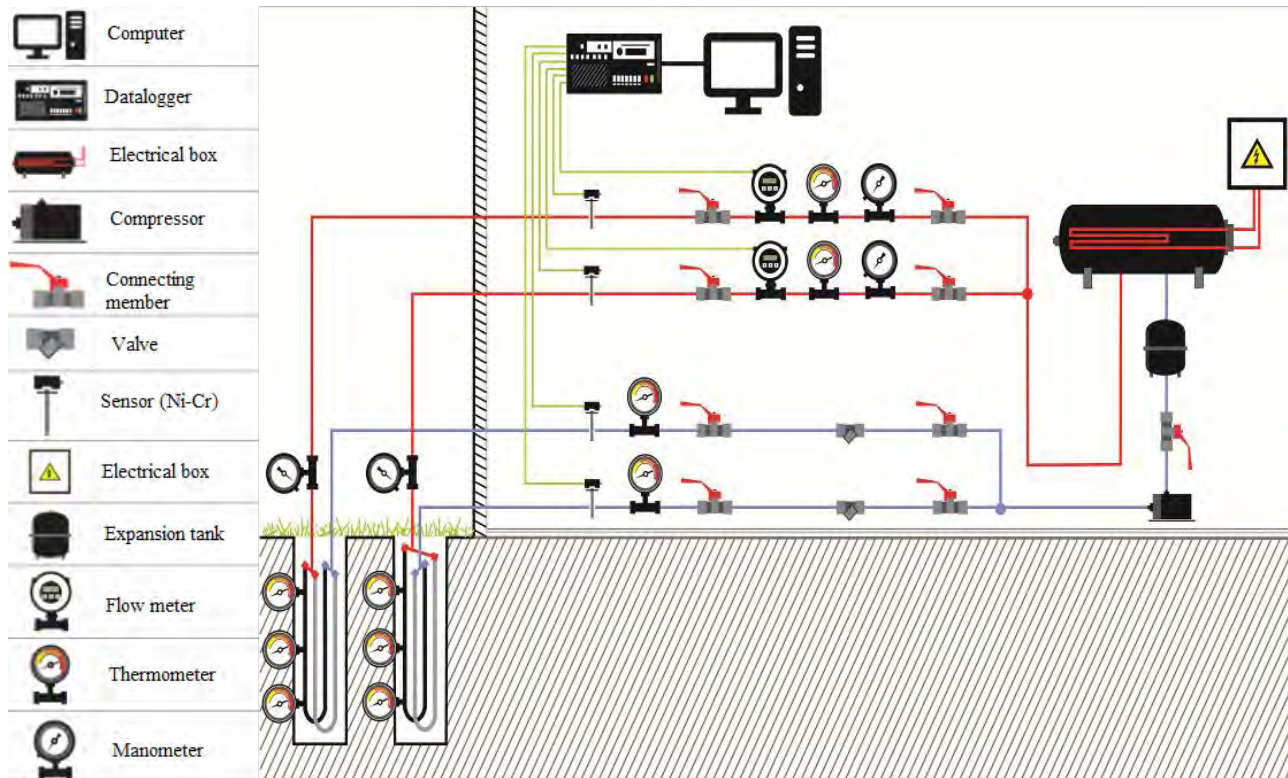 Computer
Datalogger
Electrical box
Compressor
Connecting
member
Valve
Sensor (Ni-Cr)
Electrical box
Expansion tank
Flow meter
Thermometer
Manometer